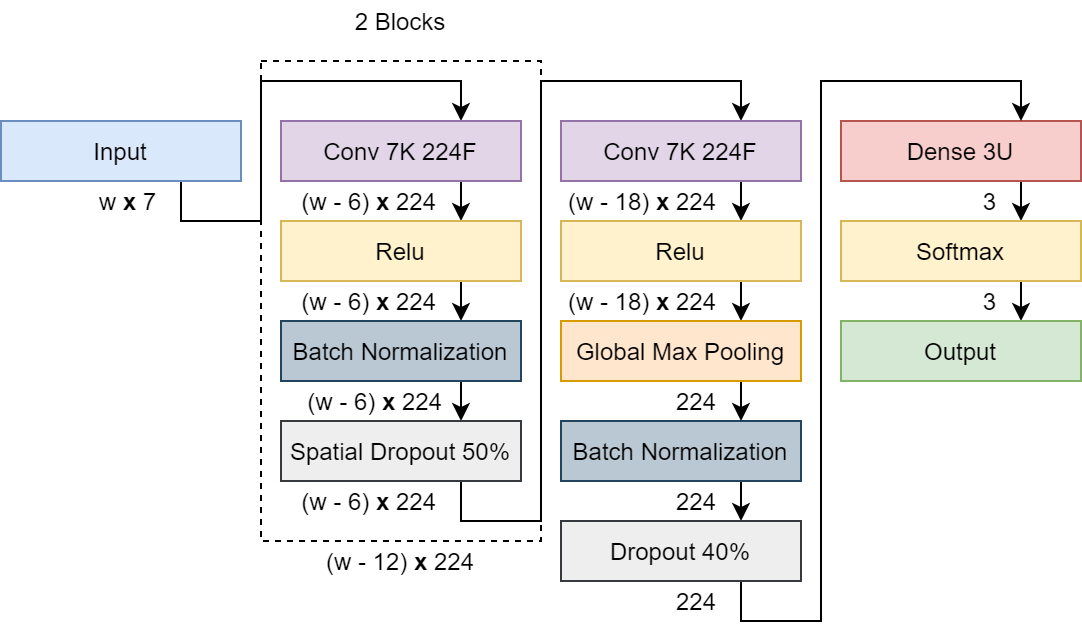 2 Blocks
Input
w x 7
Conv 7K 224F
(w - 6) x 224
Relu
(w - 6) x 224
Batch Normalization
(w - 6) x 224
Spatial Dropout 50%
(w - 6) x 224
(w - 12) x 224
Conv 7K 224F
(w - 18) x 224
Relu
(w - 18) x 224
Global Max Pooling
224
Batch Normalization
224
Dropout 40%
224
Dense 3U
3
Softmax
3
Output